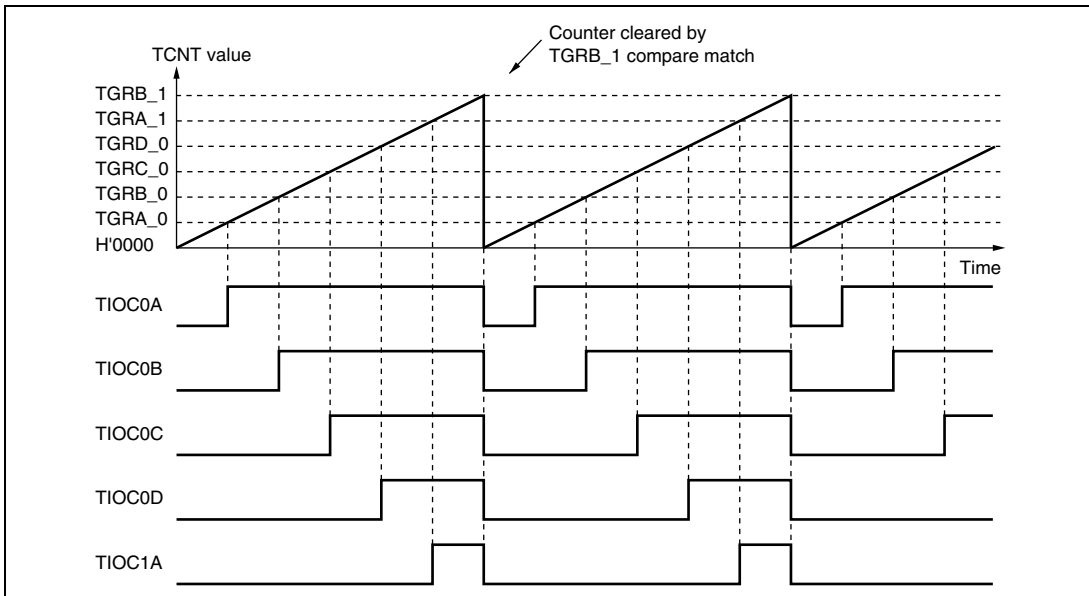 Counter cleared by
TGRB_1 compare match
TCNT value
TGRB_1
TGRA_1
TGRD_0
TGRC_0
TGRB_0
TGRA_0
H'0000
Time
TIOC0A
TIOC0B
TIOC0C
TIOC0D
TIOC1A